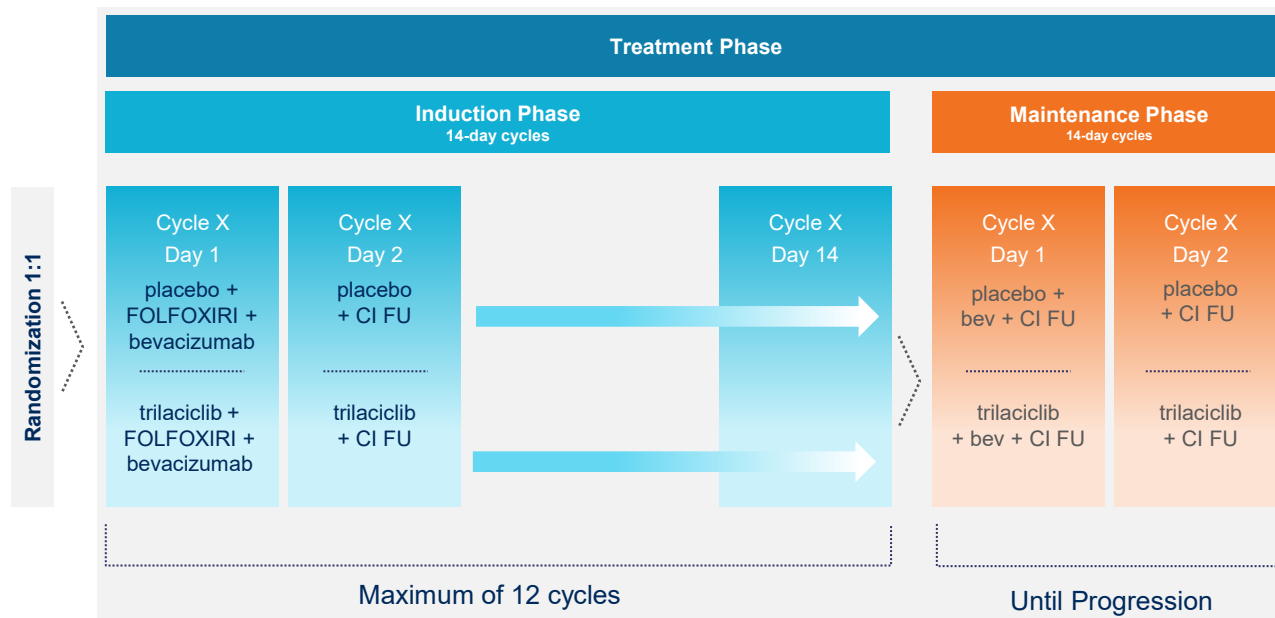 Treatment Phase
Induction Phase
14-day cycles
Maintenance Phase
14-day cycles
Randomization 1:1
Cycle X
Day 1
placebo +
FOLFOXIRI +
bevacizumab
trilaciclib +
FOLFOXIRI +
bevacizumab
Cycle X
Day 2
placebo
+ CI FU
trilaciclib
+ CI FU
Cycle X
Day 14
Cycle X
Day 1
placebo +
bev + CI FU
trilaciclib
+ bev + CI FU
Cycle X
Day 2
placebo
+ CI FU
trilaciclib
+ CI FU
Maximum of 12 cycles
Until Progression